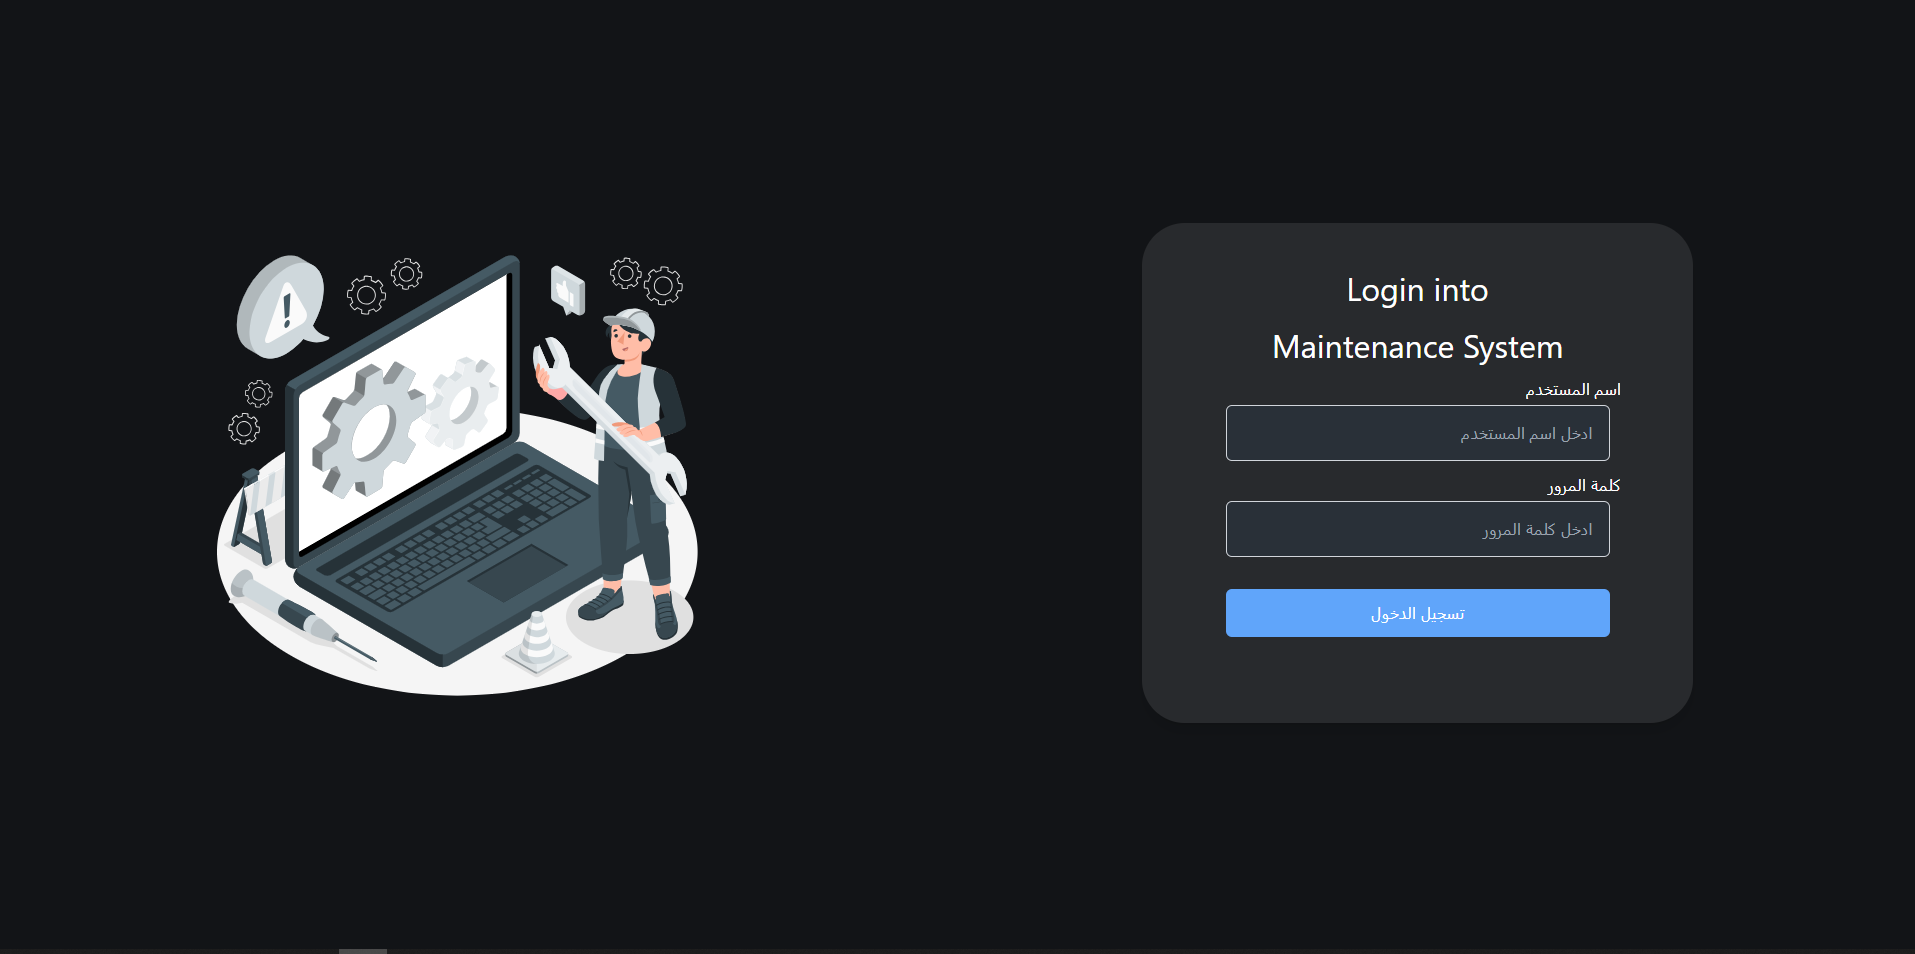 Login into
Maintenance System
اسم المستخدم
ادخل اسم المستخدم
كلمة المرور
ادخل كلمة المرور
تسجيل الدخول